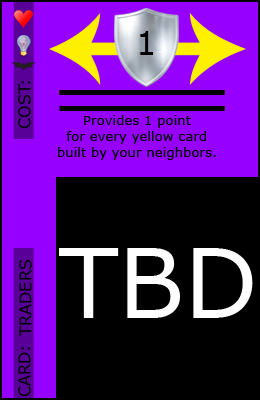 COST:
1
Provides 1 point
for every yellow card
built by your neighbors.
TBD
CARD: TRADERS